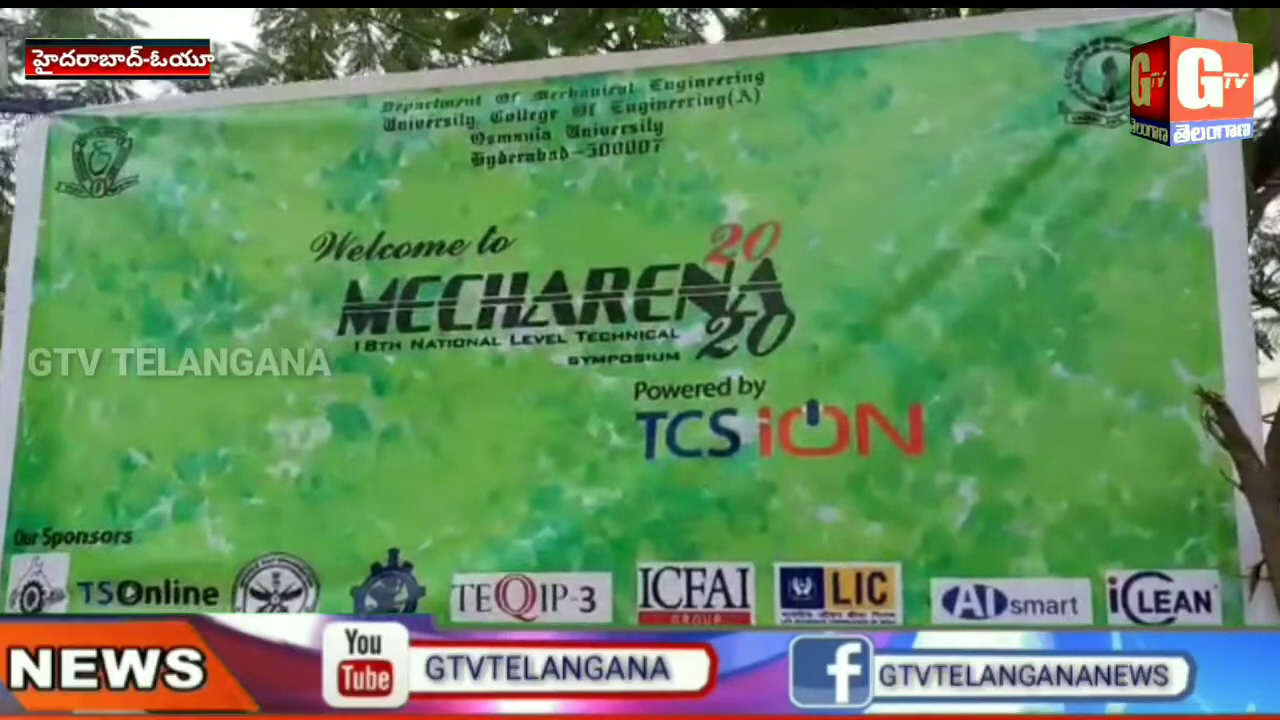 హైదరాబాద్-ఓయూ
GTV
తెలంగాణ
GTV
తెలంగాణ
Department Of Mechanical Engineering
University College Of Engineering(A)
Osmania University
Hyderabad-500007
Welcome to
MECHARENA 2020
18TH NATIONAL LEVEL TECHNICAL
SYMPOSIUM
GTV TELANGANA
Powered by
TCS iON
Our Sponsors
TSOnline
TEQIP-3
ICFAI
GROUP
LIC
ADsmart
iCLEAN
NEWS
You
Tube
GTVTELANGANA
f
GTVTELANGANANEWS